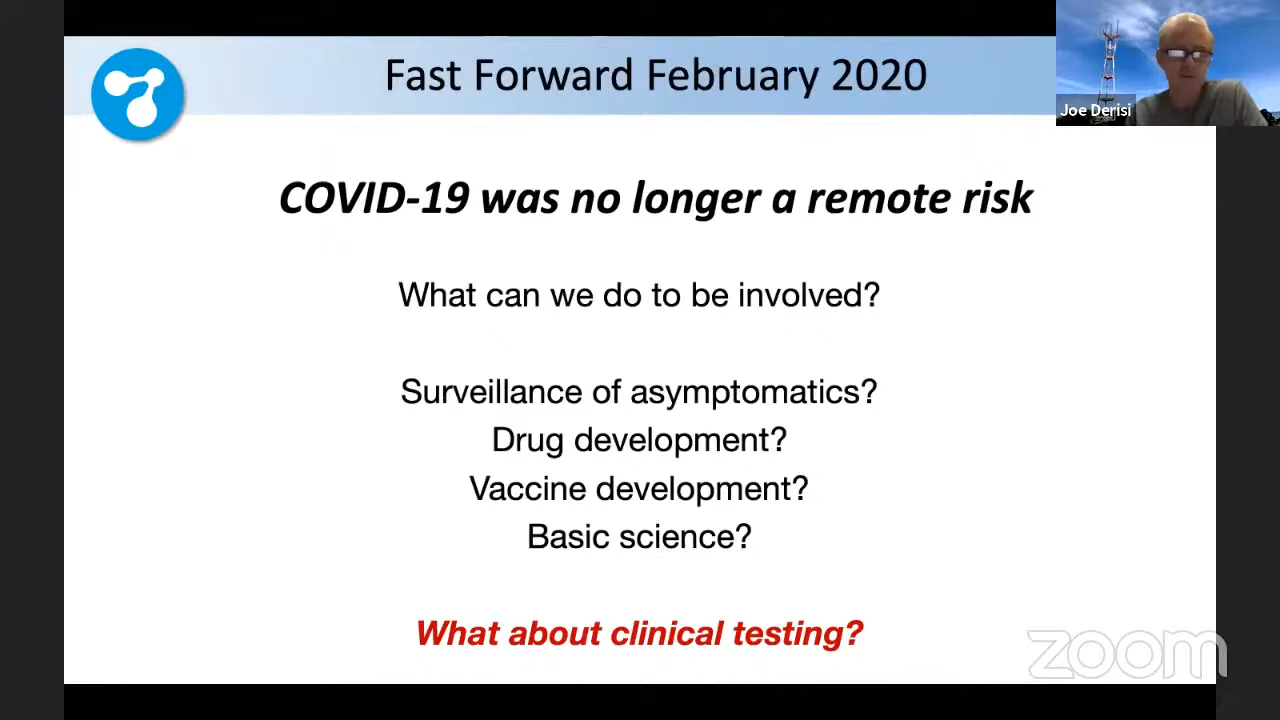 Fast Forward February 2020
Joe Derisi
COVID-19 was no longer a remote risk
What can we do to be involved?
Surveillance of asymptomatics?
Drug development?
Vaccine development?
Basic science?
What about clinical testing?
zoom